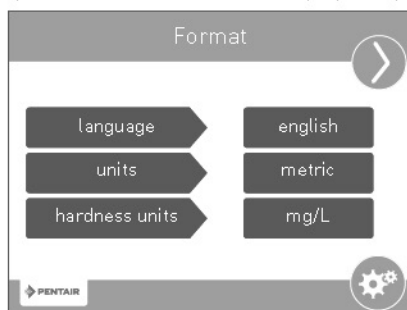 Format
language english
units metric
hardness units mg/L
PENTAIR